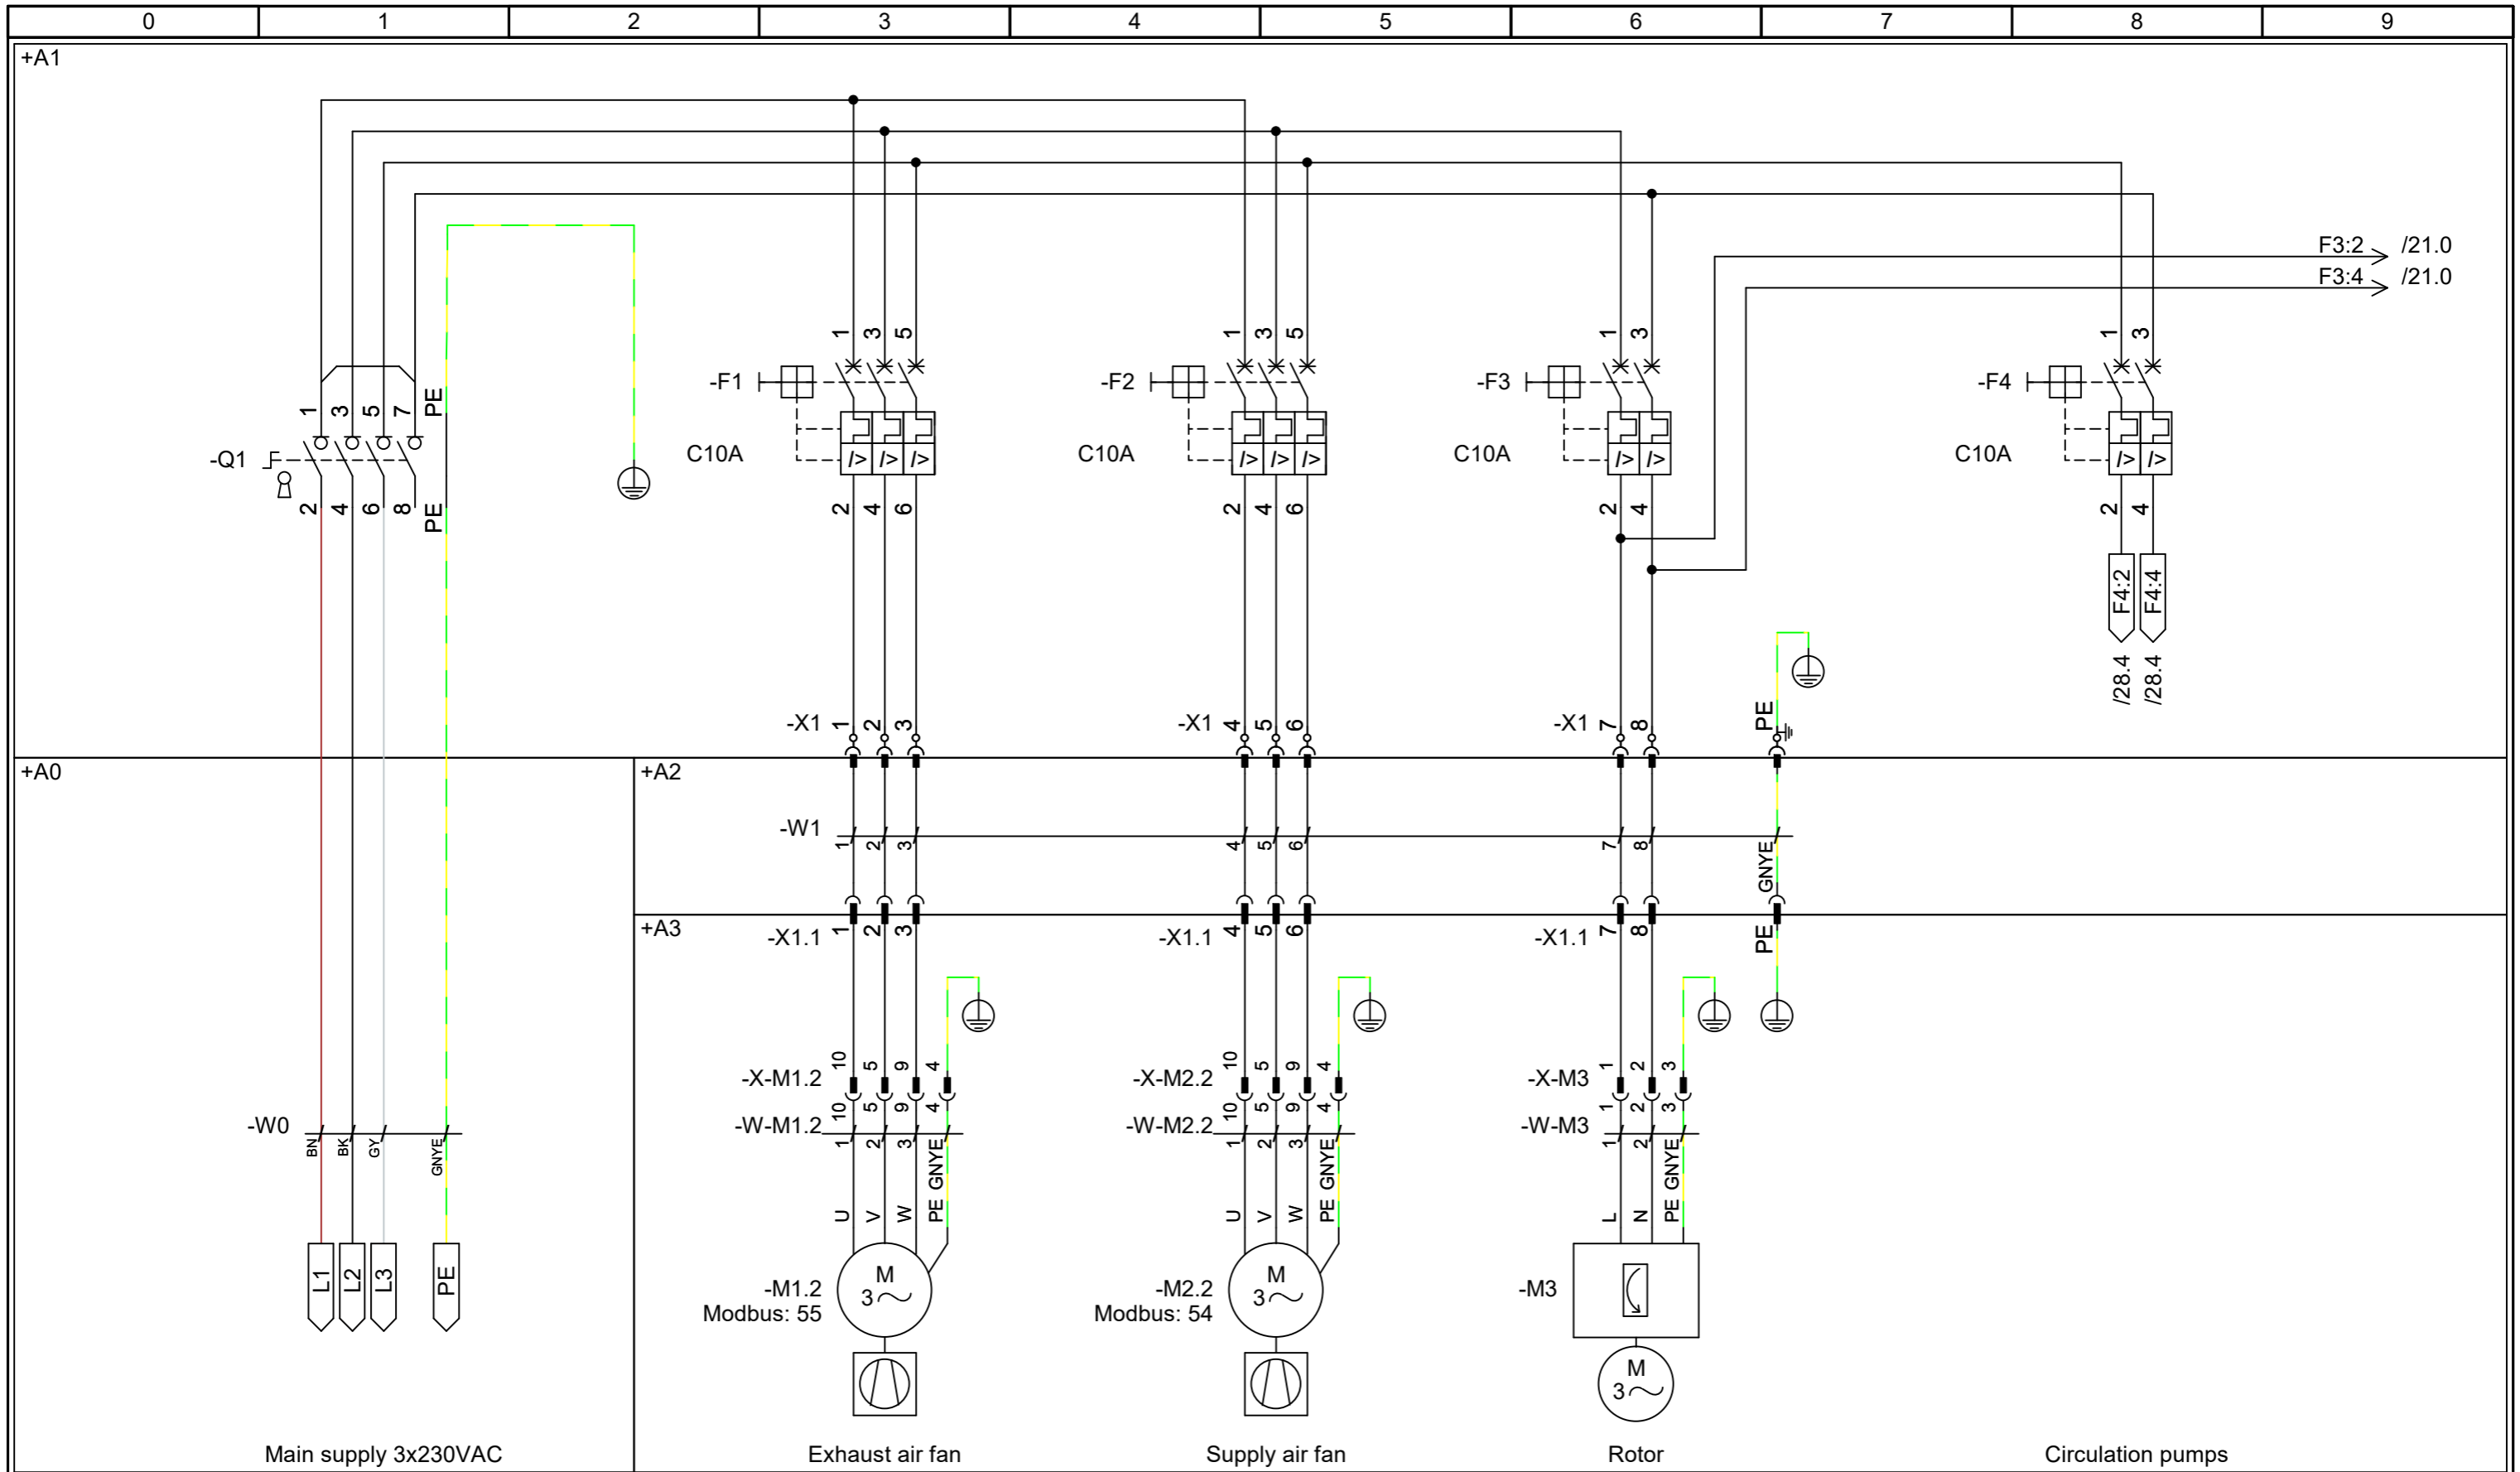 0 1 2 3 4 5 6 7 8 9
+A1
F3:2 /21.0
F3:4 /21.0
1 3 5
1 3 5
1 3
1 3
-F1
-F2
-F3
-F4
1 3 5 7 PE
-Q1
C10A
I> I> I>
C10A
I> I> I>
C10A
I> I>
C10A
I> I>
2 4 6 8 PE
2 4 6
2 4 6
2 4
2 4
F4:2 F4:4
/28.4 /28.4
-X1 1 2 3
-X1 4 5 6
-X1 7 8 PE
+A0
+A2
-W1
1 2 3 4 5 6 7 8 GNYE
+A3
-X1.1 1 2 3
-X1.1 4 5 6
-X1.1 7 8 PE
-X-M1.2 10 5 9 4
-X-M2.2 10 5 9 4
-X-M3 1 2 3
10 5 9 4
10 5 9 4
1 2 3
-W0
BN BK GY GNYE
-W-M1.2
1 2 3 GNYE
-W-M2.2
1 2 3 GNYE
-W-M3
1 2 GNYE
U V W PE
U V W PE
L N PE
L1 L2 L3 PE
-M1.2
Modbus: 55
M
3
-M2.2
Modbus: 54
M
3
-M3
M
3
Main supply 3x230VAC
Exhaust air fan
Supply air fan
Rotor
Circulation pumps